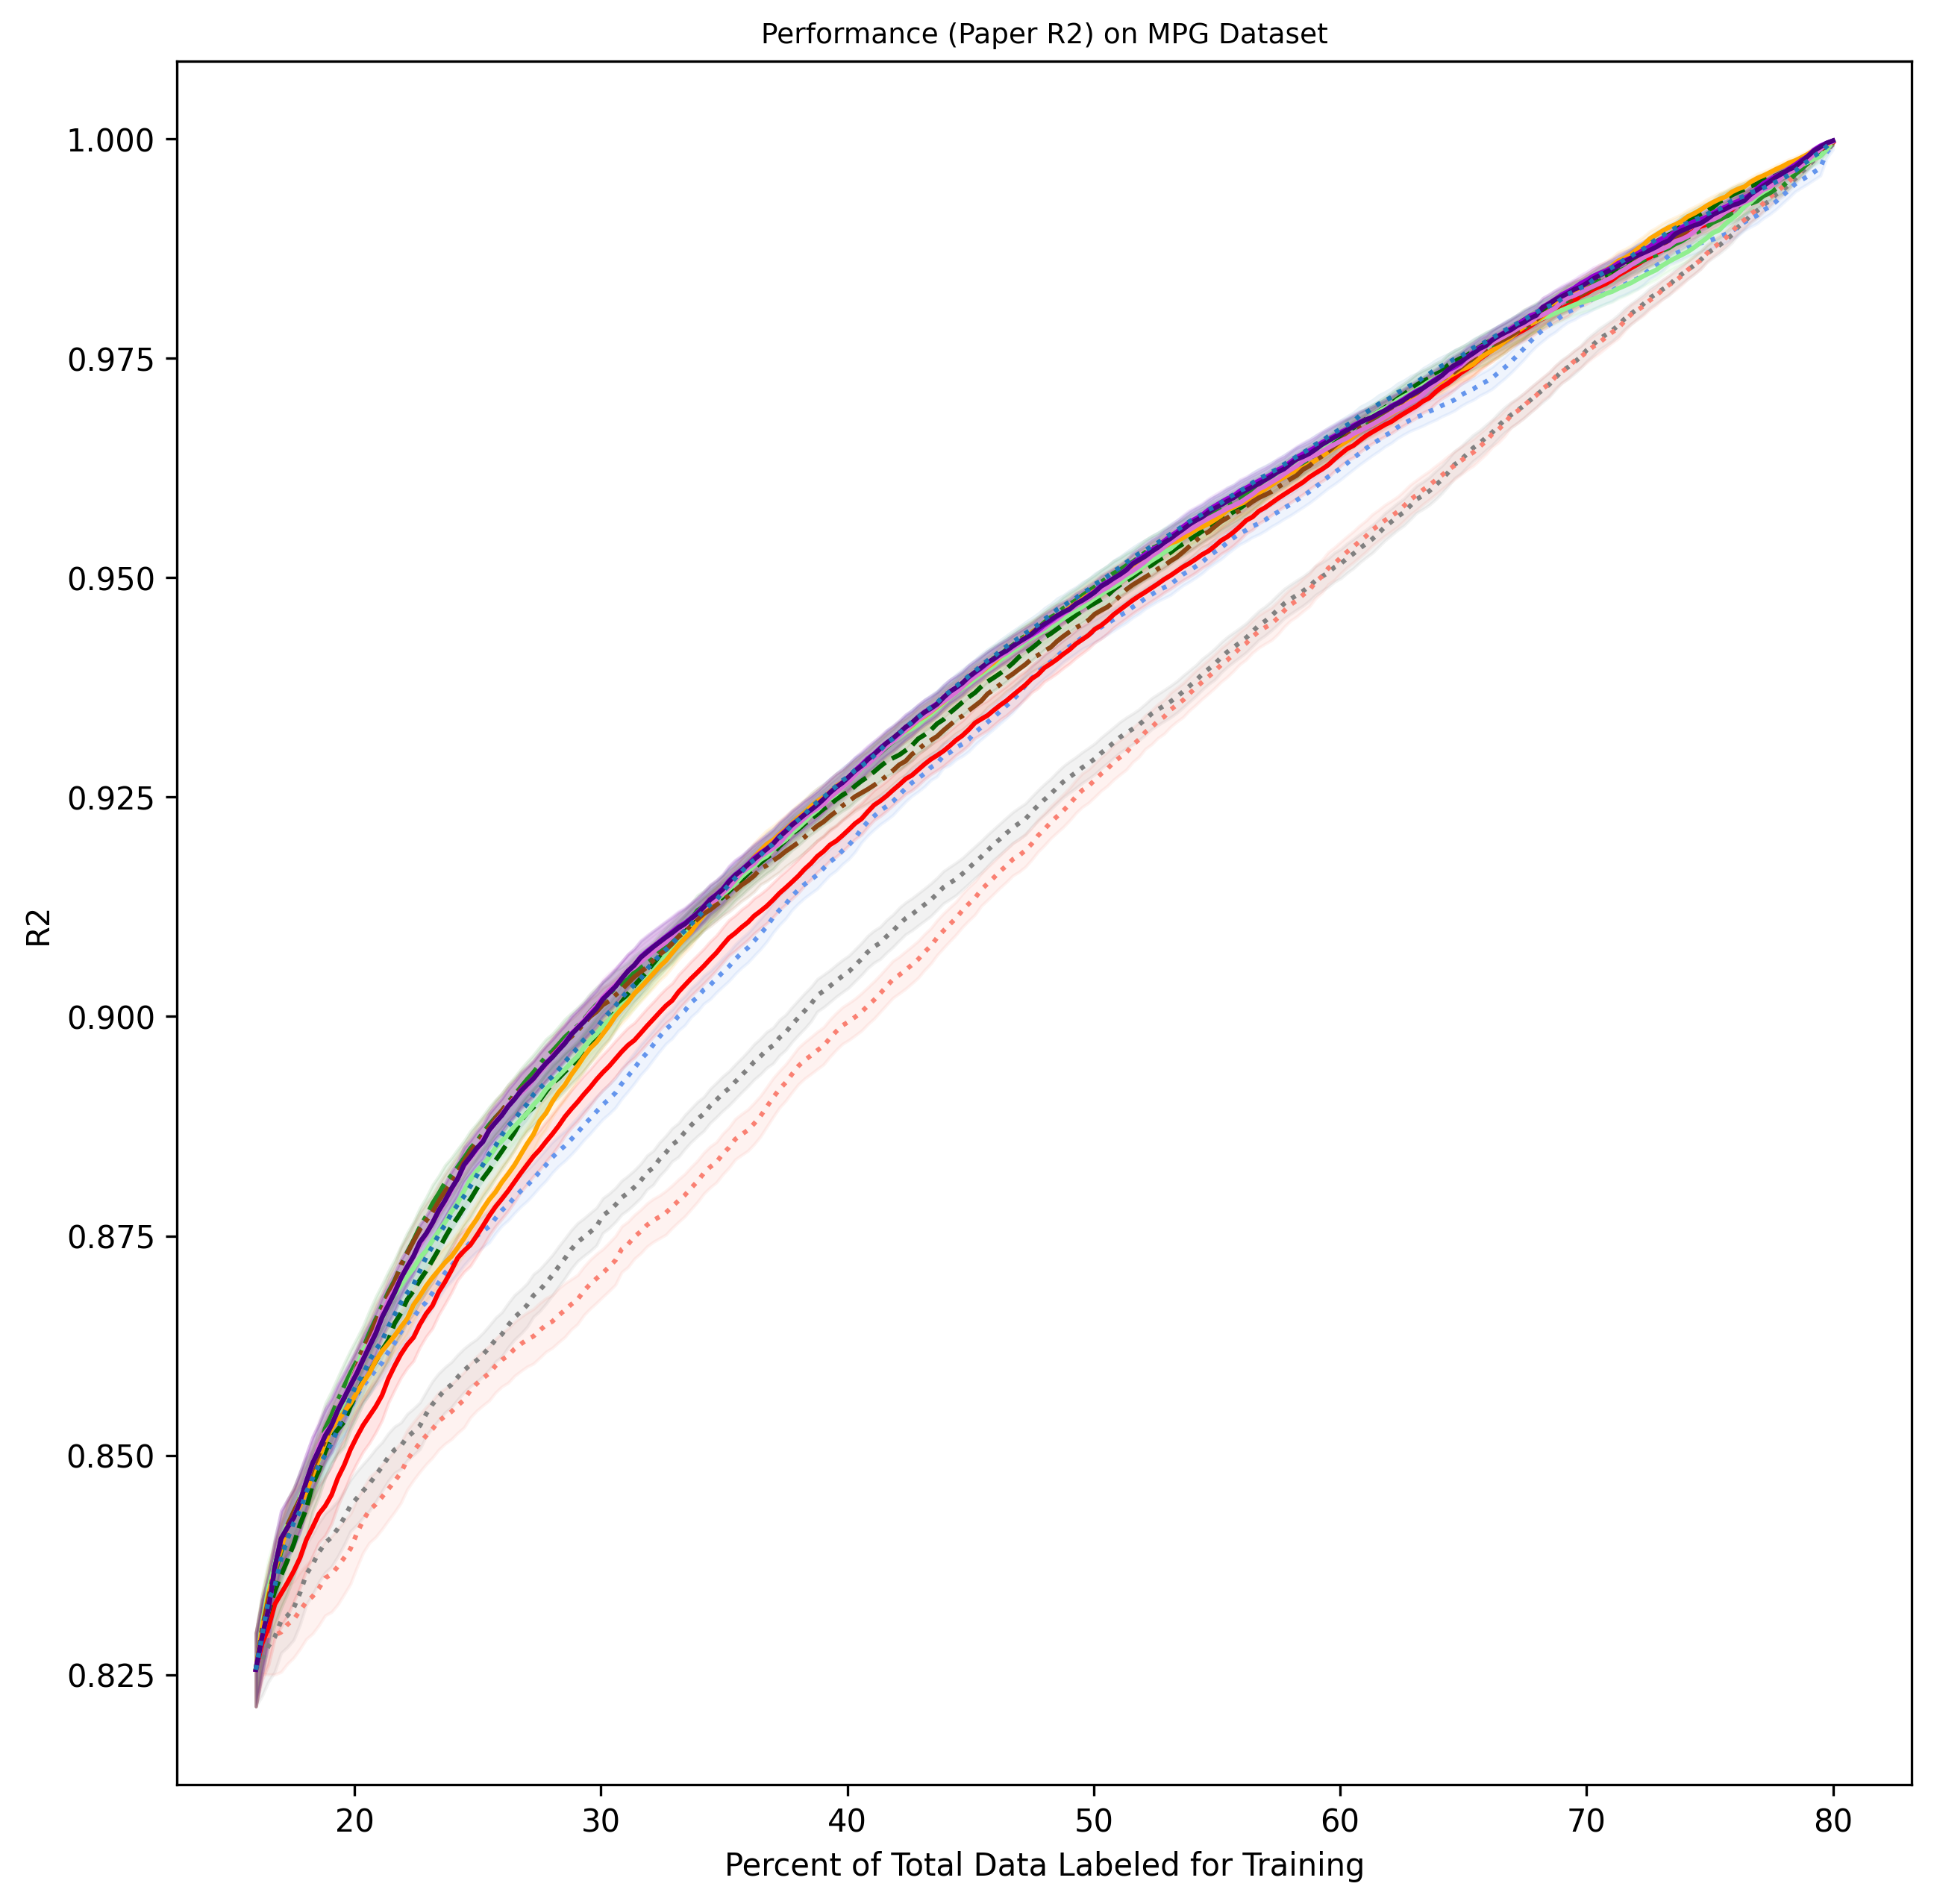 Performance (Paper R2) on MPG Dataset
1.000
0.975
0.950
0.925
0.900
0.875
0.850
0.825
R2
20 30 40 50 60 70 80
Percent of Total Data Labeled for Training